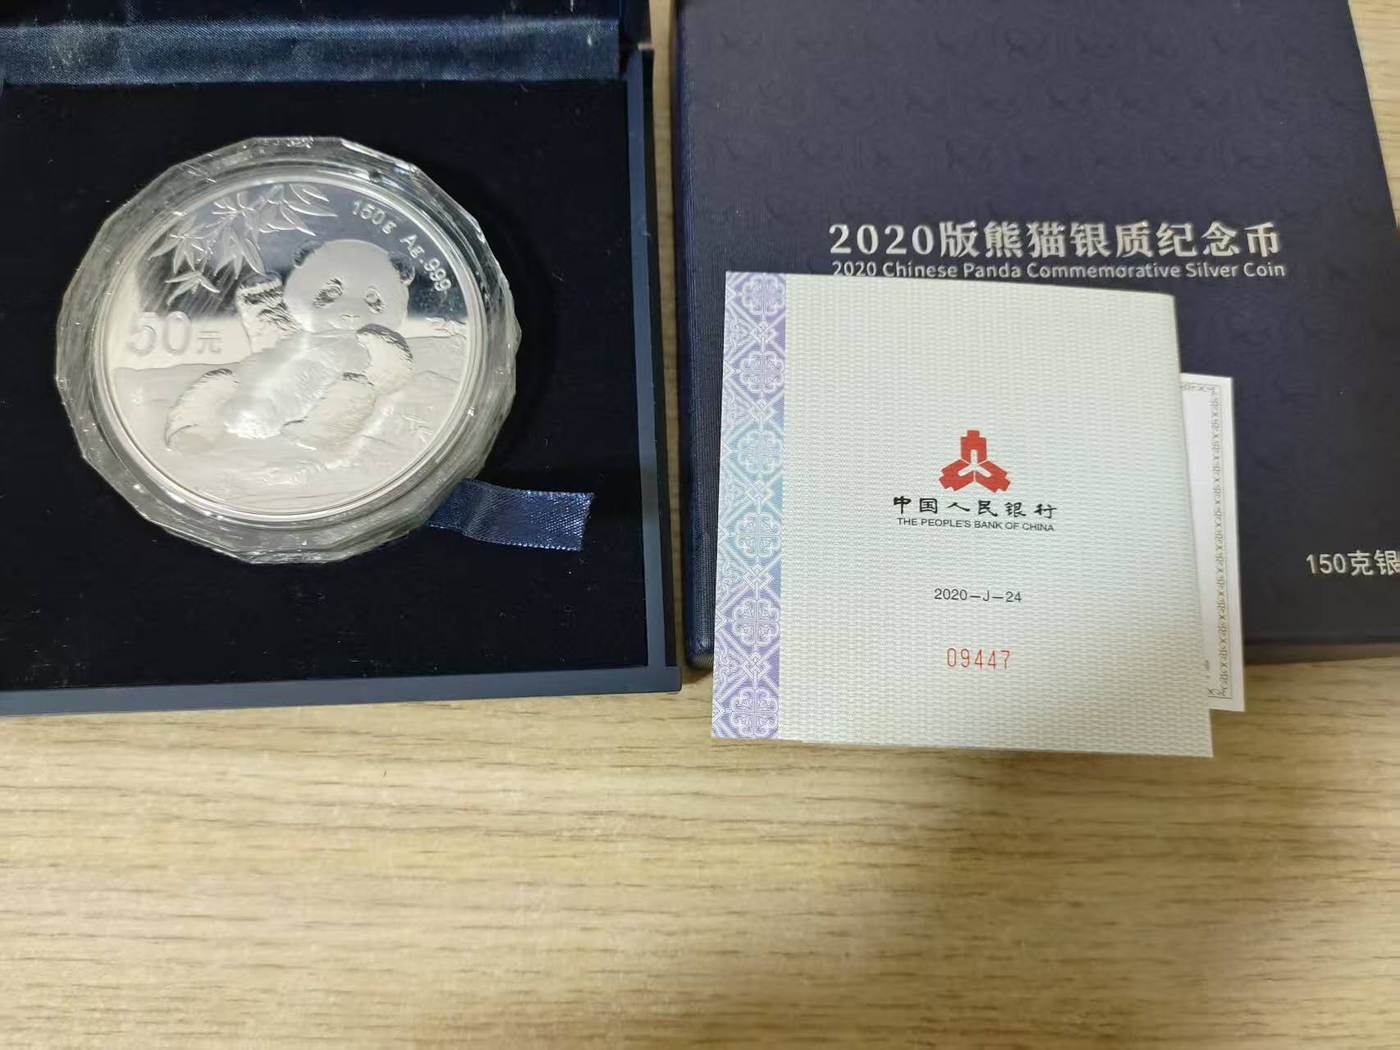 150g Ag.999
50元
2020版熊猫银质纪念币
2020 Chinese Panda Commemorative Silver Coin
中国人民银行
THE PEOPLE'S BANK OF CHINA
2020-J-24
09447
150克银